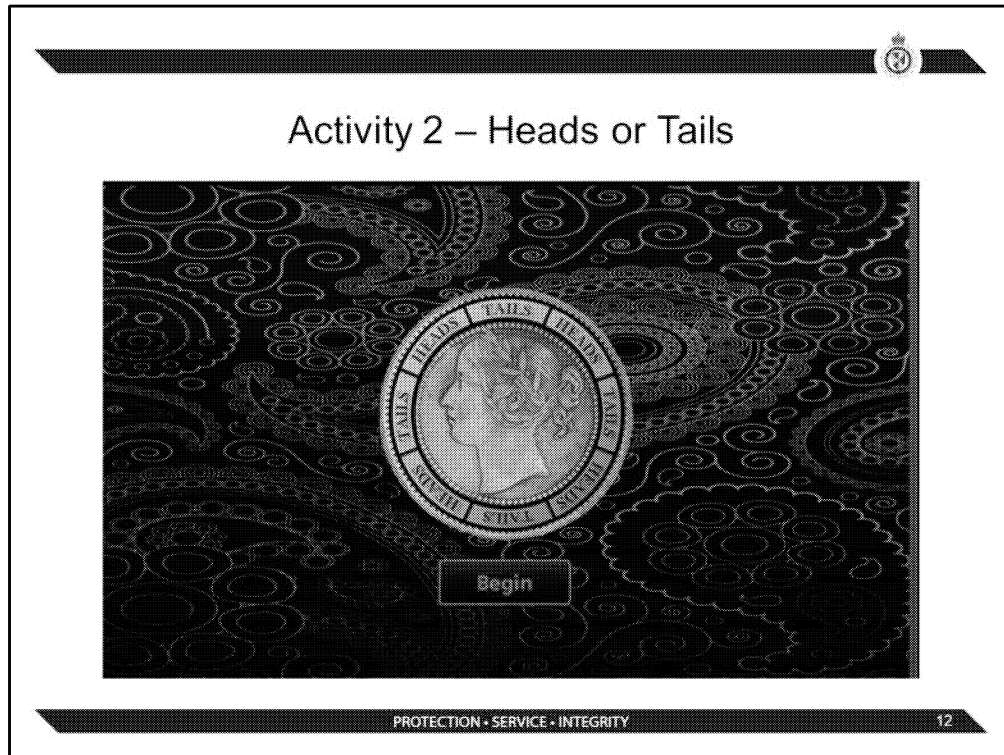 Activity 2 – Heads or Tails
TAILS
HEADS
TAILS
HEADS
TAILS
HEADS
TAILS
HEADS
Begin
PROTECTION • SERVICE • INTEGRITY
12